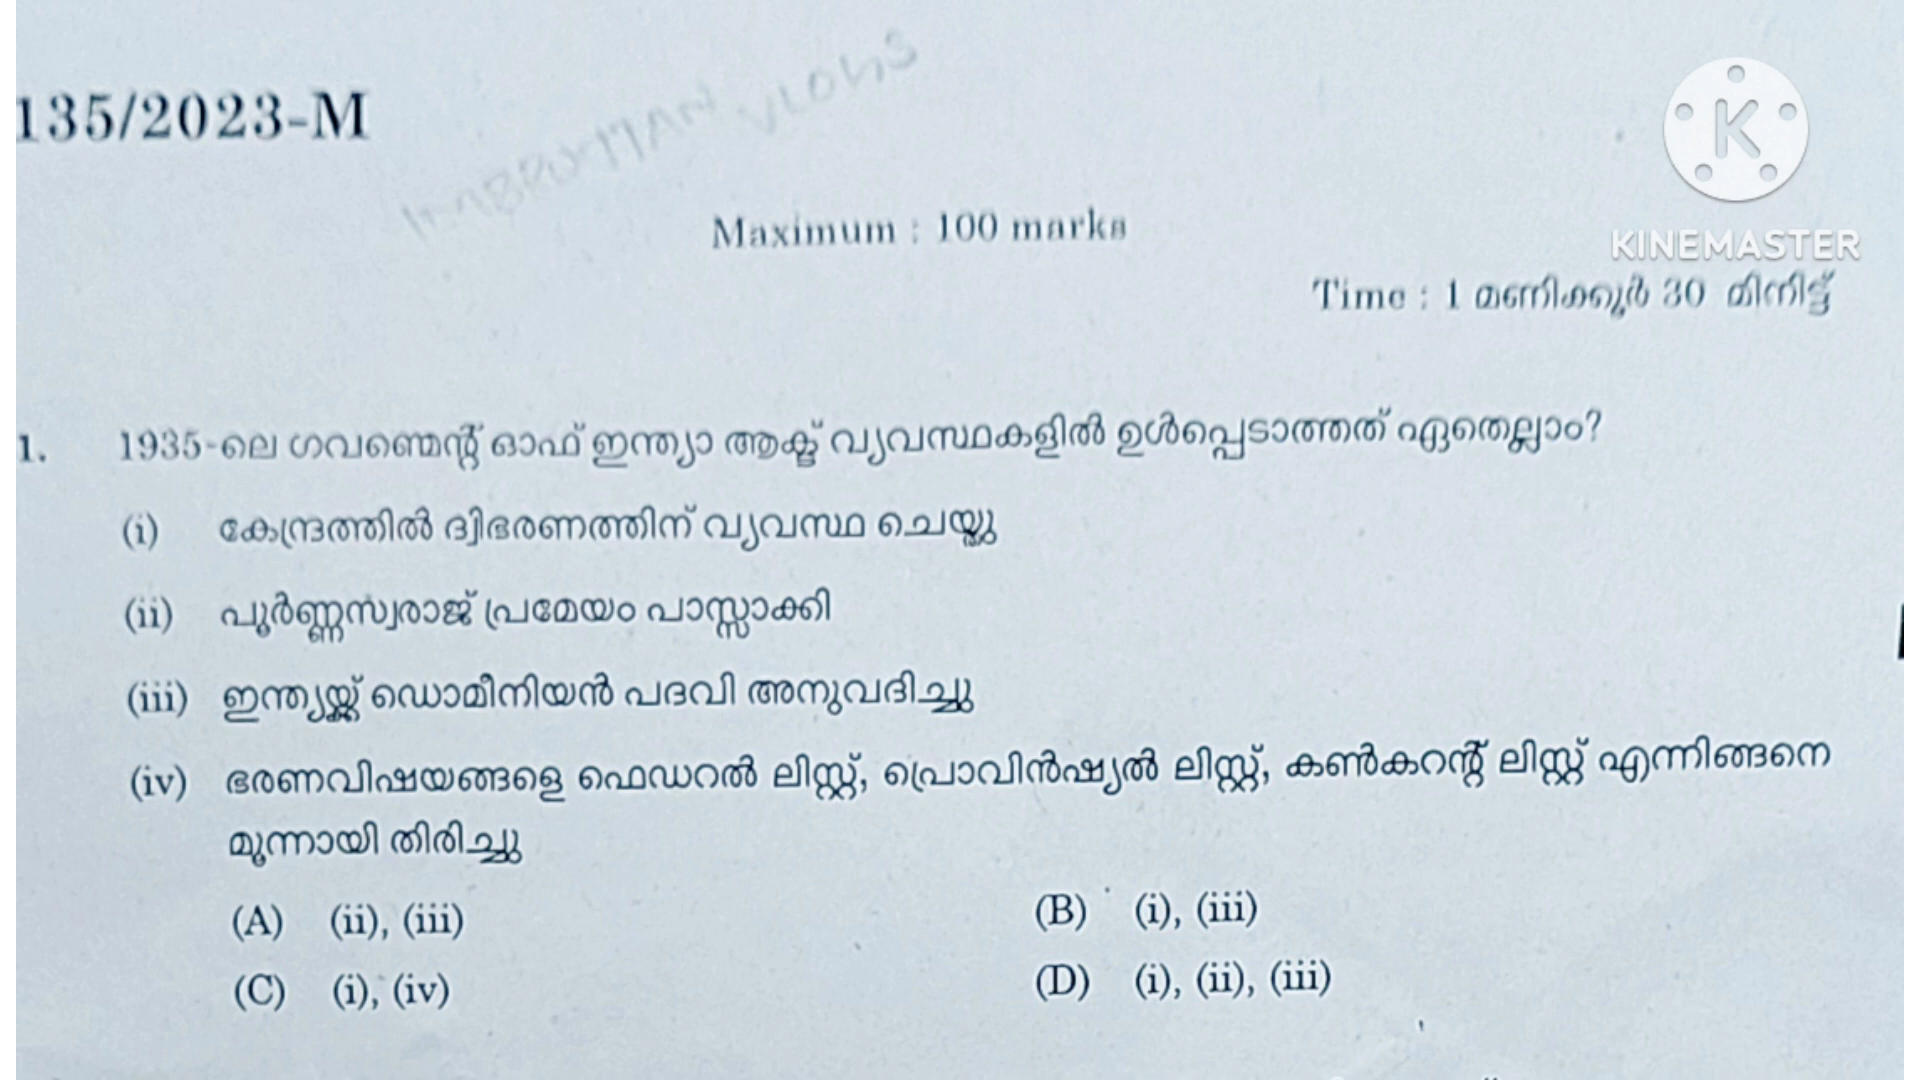 135/2023-M
VLOGS
K
KINEMASTER
Maximum : 100 marks
Time : 1 മണിക്കൂർ 30 മിനിട്ട്
1. 1935-ലെ ഗവണ്മെന്റ് ഓഫ് ഇന്ത്യാ ആക്ട് വ്യവസ്ഥകളിൽ ഉൾപ്പെടാത്തത് ഏതെല്ലാം?
(i) കേന്ദ്രത്തിൽ ദ്വിഭരണത്തിന് വ്യവസ്ഥ ചെയ്തു
(ii) പൂർണ്ണസ്വരാജ് പ്രമേയം പാസ്സാക്കി
(iii) ഇന്ത്യയ്ക്ക് ഡൊമീനിയൻ പദവി അനുവദിച്ചു
(iv) ഭരണവിഷയങ്ങളെ ഫെഡറൽ ലിസ്റ്റ്, പ്രൊവിൻഷ്യൽ ലിസ്റ്റ്, കൺകറന്റ് ലിസ്റ്റ് എന്നിങ്ങനെ
മൂന്നായി തിരിച്ചു
(A) (ii), (iii) (B) (i), (iii)
(C) (i), (iv) (D) (i), (ii), (iii)